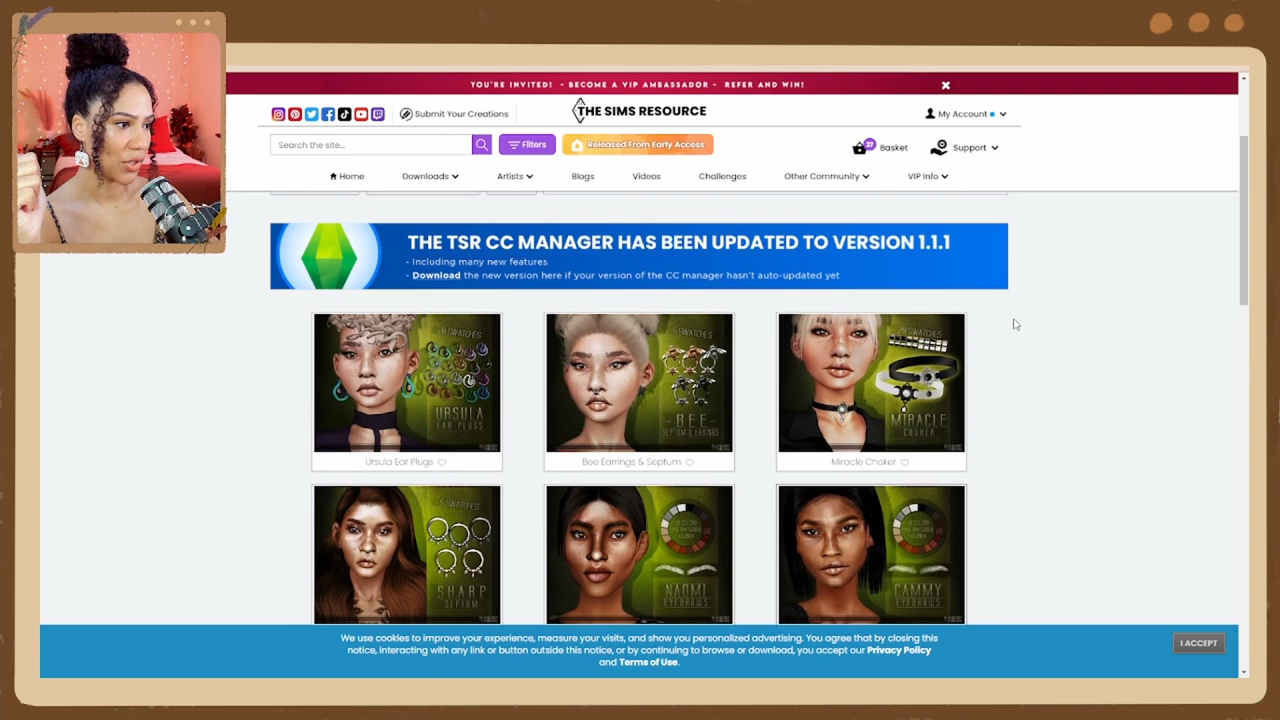 YOU'RE INVITED! - BECOME A VIP AMBASSADOR - REFER AND WIN!
Submit Your Creations
THE SIMS RESOURCE
My Account
Search the site...
Filters
Released From Early Access
27
Basket
Support
Home
Downloads
Artists
Blogs
Videos
Challenges
Other Community
VIP Info
THE TSR CC MANAGER HAS BEEN UPDATED TO VERSION 1.1.1
- Including many new features
- Download the new version here if your version of the CC manager hasn't auto-updated yet
SWATCHES
URSULA
EAR PLUGS
SWATCHES
- BEE -
SEPTUM & EARINGS
SWATCHES
MIRACLE
CHOKER
Ursula Ear Plugs
Bee Earrings & Septum
Miracle Choker
SWATCHES
SHARP
SEPTUM
NAOMI
EYEBROWS
CAMMY
EYEBROWS
We use cookies to improve your experience, measure your visits, and show you personalized advertising. You agree that by closing this
notice, interacting with any link or button outside this notice, or by continuing to browse or download, you accept our Privacy Policy
and Terms of Use.
I ACCEPT